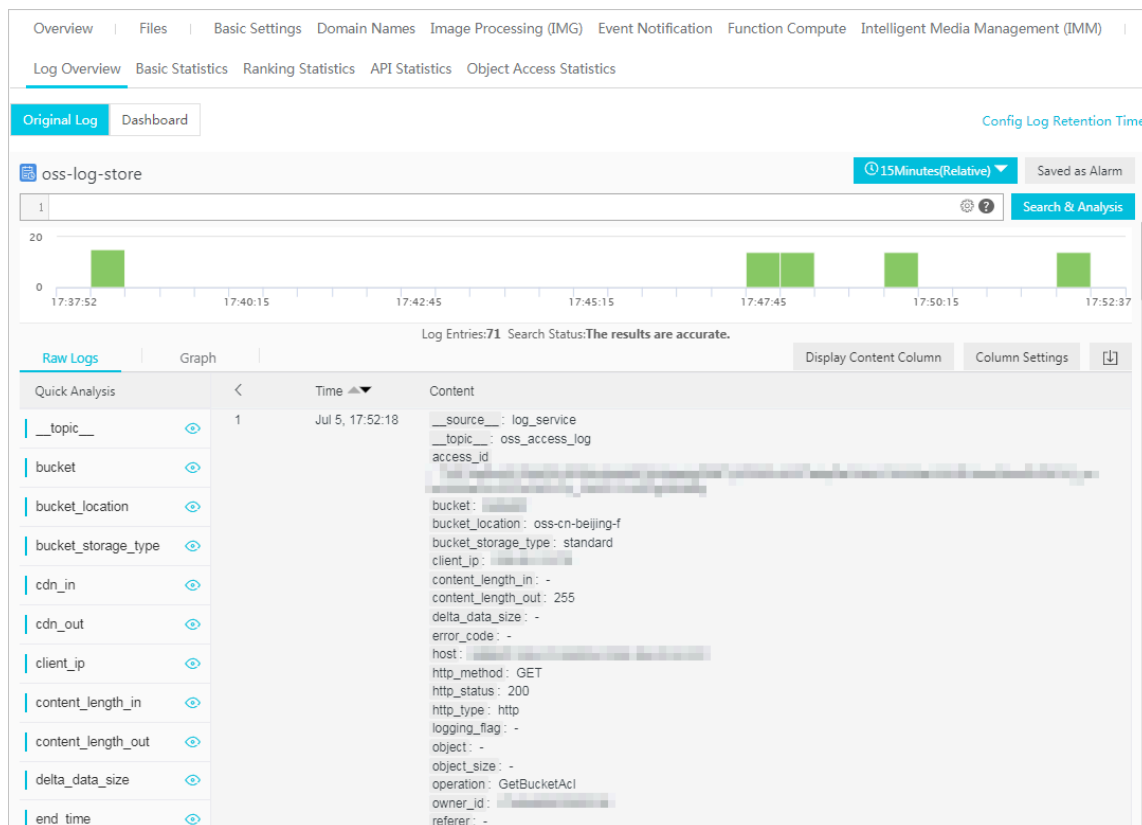 Overview Files Basic Settings Domain Names Image Processing (IMG) Event Notification Function Compute Intelligent Media Management (IMM)
Log Overview Basic Statistics Ranking Statistics API Statistics Object Access Statistics
Original Log Dashboard Config Log Retention Time
oss-log-store 15Minutes(Relative) Saved as Alarm
1 Search & Analysis
20
0
17:37:52 17:40:15 17:42:45 17:45:15 17:47:45 17:50:15 17:52:37
Log Entries:71 Search Status:The results are accurate.
Raw Logs Graph Display Content Column Column Settings
Quick Analysis < Time Content
1 Jul 5, 17:52:18 __source__ : log_service
__topic__ __topic__ : oss_access_log
access_id
:
bucket
bucket :
bucket_location bucket_location : oss-cn-beijing-f
bucket_storage_type bucket_storage_type : standard
client_ip :
cdn_in content_length_in : -
content_length_out : 255
cdn_out delta_data_size : -
error_code : -
client_ip host :
http_method : GET
http_status : 200
content_length_in http_type : http
logging_flag : -
content_length_out object : -
object_size : -
delta_data_size operation : GetBucketAcl
owner_id :
end_time referer : -